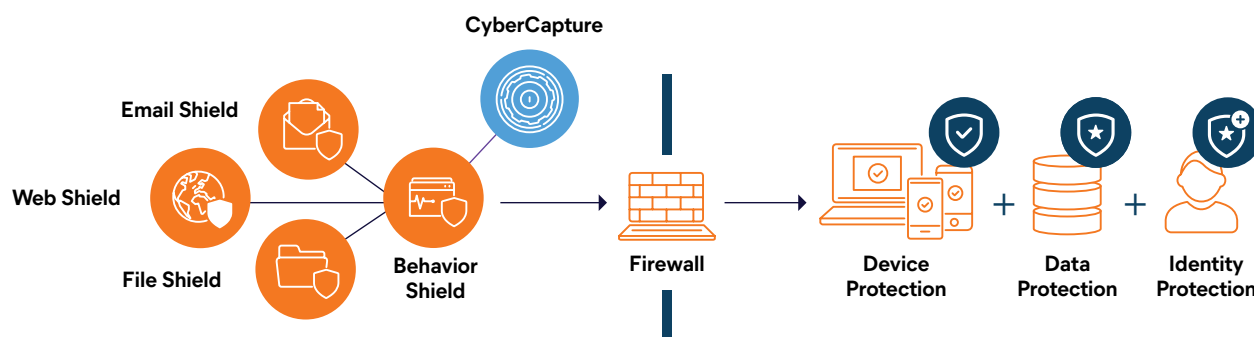 CyberCapture
Email Shield
Web Shield
File Shield
Behavior
Shield
Firewall
Device
Protection
Data
Protection
Identity
Protection